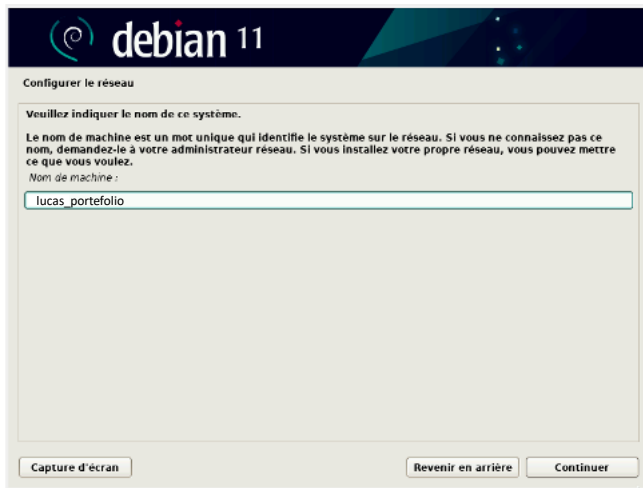 debian 11
Configurer le réseau
Veuillez indiquer le nom de ce système.
Le nom de machine est un mot unique qui identifie le système sur le réseau. Si vous ne connaissez pas ce
nom, demandez-le à votre administrateur réseau. Si vous installez votre propre réseau, vous pouvez mettre
ce que vous voulez.
Nom de machine :
lucas_portefolio
Capture d'écran
Revenir en arrière
Continuer